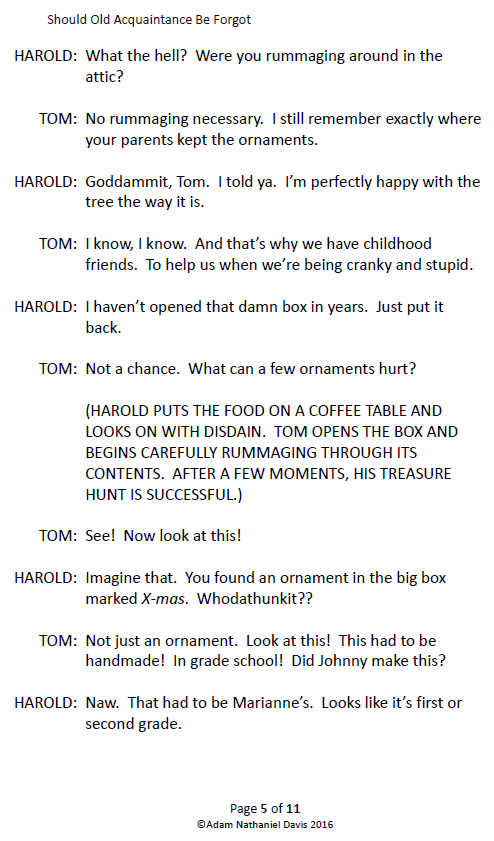 Should Old Acquaintance Be Forgot
HAROLD: What the hell? Were you rummaging around in the
attic?
TOM: No rummaging necessary. I still remember exactly where
your parents kept the ornaments.
HAROLD: Goddammit, Tom. I told ya. I'm perfectly happy with the
tree the way it is.
TOM: I know, I know. And that's why we have childhood
friends. To help us when we're being cranky and stupid.
HAROLD: I haven't opened that damn box in years. Just put it
back.
TOM: Not a chance. What can a few ornaments hurt?
(HAROLD PUTS THE FOOD ON A COFFEE TABLE AND
LOOKS ON WITH DISDAIN. TOM OPENS THE BOX AND
BEGINS CAREFULLY RUMMAGING THROUGH ITS
CONTENTS. AFTER A FEW MOMENTS, HIS TREASURE
HUNT IS SUCCESSFUL.)
TOM: See! Now look at this!
HAROLD: Imagine that. You found an ornament in the big box
marked X-mas. Whodathunkit??
TOM: Not just an ornament. Look at this! This had to be
handmade! In grade school! Did Johnny make this?
HAROLD: Naw. That had to be Marianne's. Looks like it's first or
second grade.
Page 5 of 11
©Adam Nathaniel Davis 2016